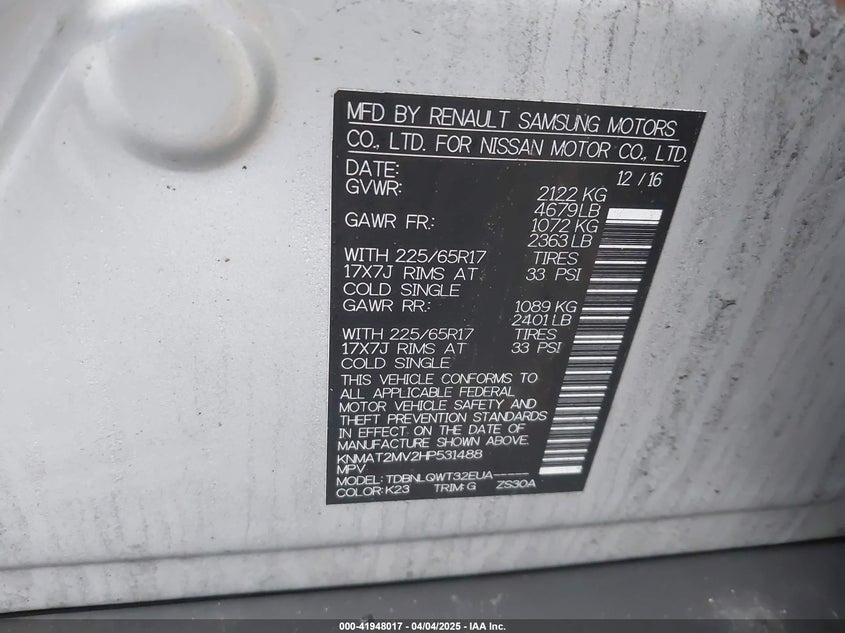 MFD BY RENAULT SAMSUNG MOTORS
CO., LTD. FOR NISSAN MOTOR CO., LTD.
DATE: 12 / 16
GVWR: 2122 KG
4679 LB
GAWR FR.: 1072 KG
2363 LB
WITH 225/65R17 TIRES
17X7J RIMS AT 33 PSI
COLD SINGLE
GAWR RR.: 1089 KG
2401 LB
WITH 225/65R17 TIRES
17X7J RIMS AT 33 PSI
COLD SINGLE
THIS VEHICLE CONFORMS TO
ALL APPLICABLE FEDERAL
MOTOR VEHICLE SAFETY AND
THEFT PREVENTION STANDARDS
IN EFFECT ON THE DATE OF
MANUFACTURE SHOWN ABOVE.
KNMAT2MV2HP531488
MPV
MODEL: TDBNLQWT32EUA-----
COLOR: K23 TRIM: G ZS30A
000-41948017 - 04/04/2025 - IAA Inc.